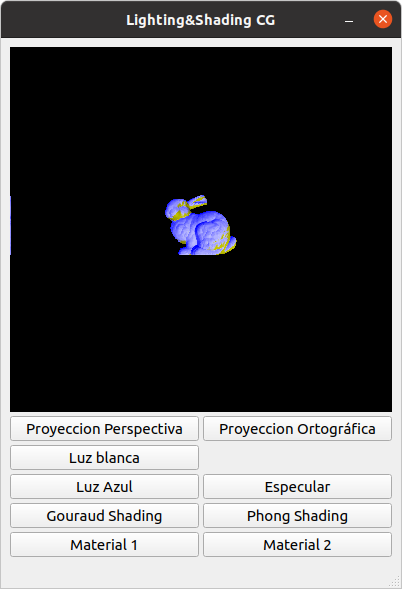 Lighting&Shading CG
Proyeccion Perspectiva
Proyeccion Ortográfica
Luz blanca
Luz Azul
Especular
Gouraud Shading
Phong Shading
Material 1
Material 2